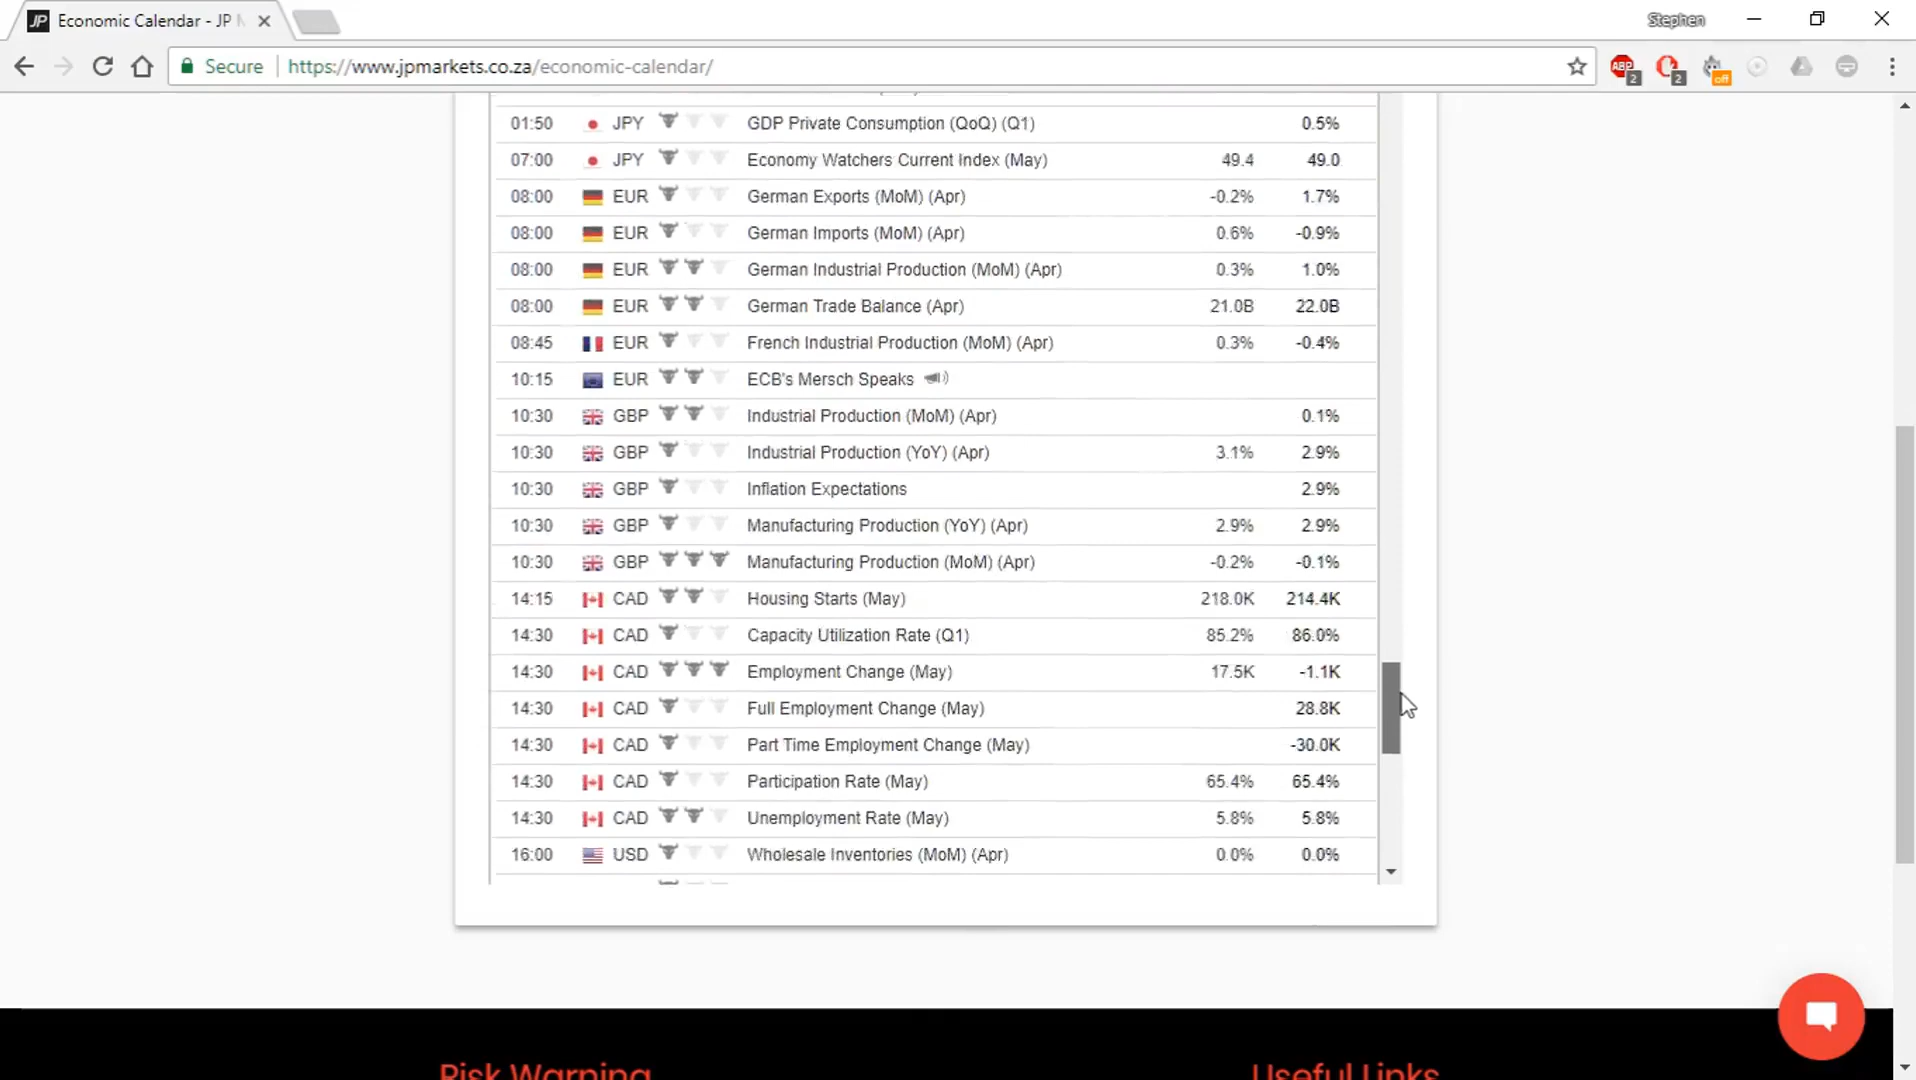 Economic Calendar - JP M
Stephen
Secure https://www.jpmarkets.co.za/economic-calendar/
ABP 2 2 off
01:50 JPY GDP Private Consumption (QoQ) (Q1) 0.5%
07:00 JPY Economy Watchers Current Index (May) 49.4 49.0
08:00 EUR German Exports (MoM) (Apr) -0.2% 1.7%
08:00 EUR German Imports (MoM) (Apr) 0.6% -0.9%
08:00 EUR German Industrial Production (MoM) (Apr) 0.3% 1.0%
08:00 EUR German Trade Balance (Apr) 21.0B 22.0B
08:45 EUR French Industrial Production (MoM) (Apr) 0.3% -0.4%
10:15 EUR ECB's Mersch Speaks
10:30 GBP Industrial Production (MoM) (Apr) 0.1%
10:30 GBP Industrial Production (YoY) (Apr) 3.1% 2.9%
10:30 GBP Inflation Expectations 2.9%
10:30 GBP Manufacturing Production (YoY) (Apr) 2.9% 2.9%
10:30 GBP Manufacturing Production (MoM) (Apr) -0.2% -0.1%
14:15 CAD Housing Starts (May) 218.0K 214.4K
14:30 CAD Capacity Utilization Rate (Q1) 85.2% 86.0%
14:30 CAD Employment Change (May) 17.5K -1.1K
14:30 CAD Full Employment Change (May) 28.8K
14:30 CAD Part Time Employment Change (May) -30.0K
14:30 CAD Participation Rate (May) 65.4% 65.4%
14:30 CAD Unemployment Rate (May) 5.8% 5.8%
16:00 USD Wholesale Inventories (MoM) (Apr) 0.0% 0.0%
Risk Warning Useful Links